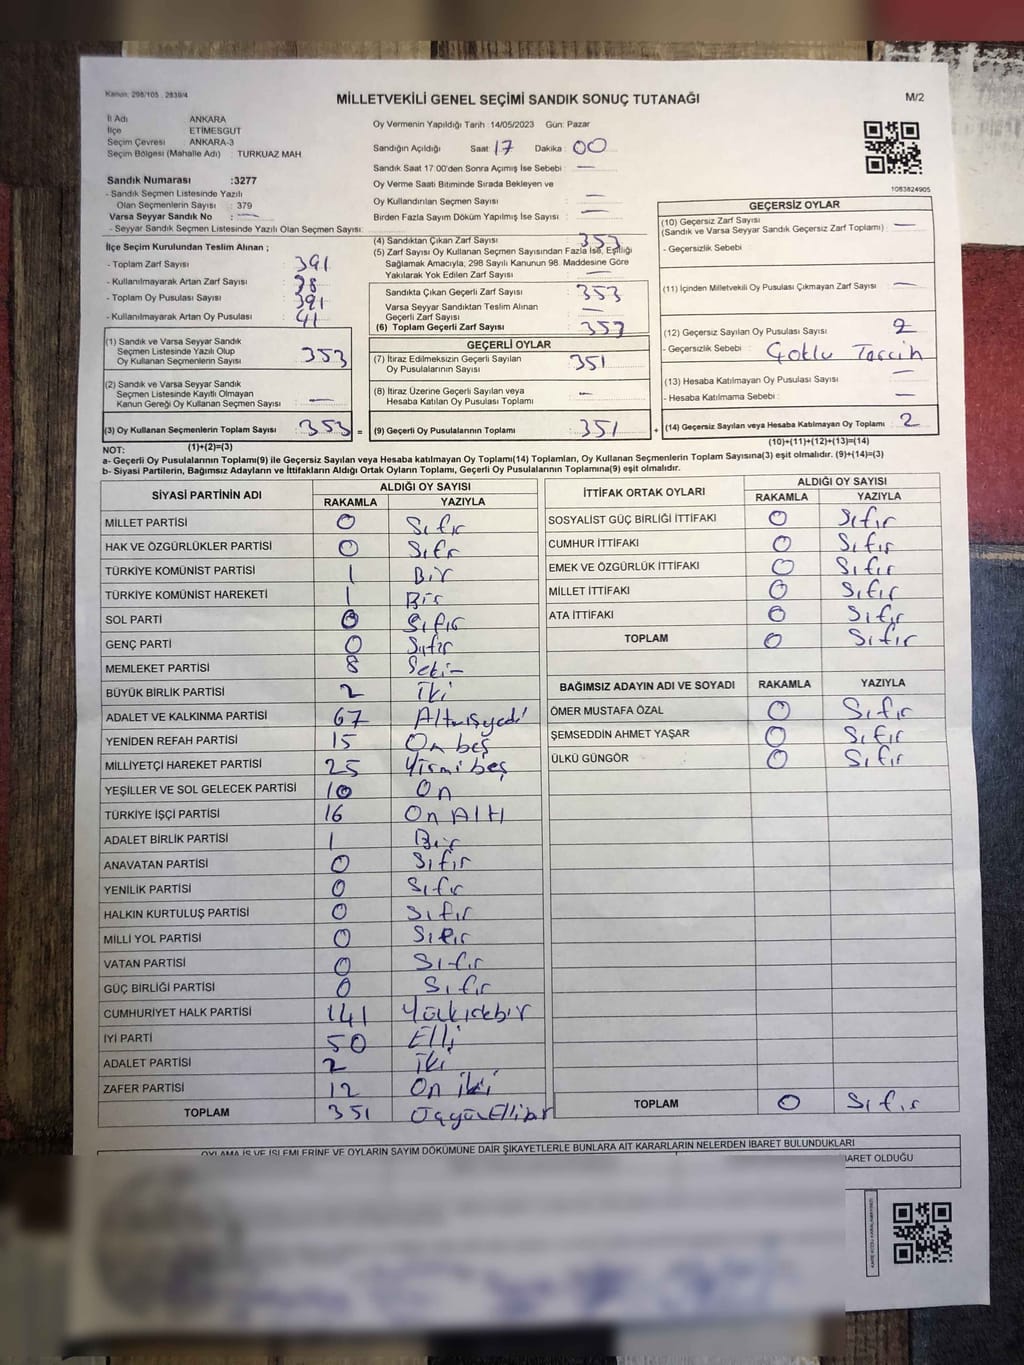 Kanun: 298/105 , 2839/4
MİLLETVEKİLİ GENEL SEÇİMİ SANDIK SONUÇ TUTANAĞI
M/2
İl Adı ANKARA
İlçe ETİMESGUT
Seçim Çevresi : ANKARA-3
Seçim Bölgesi (Mahalle Adı) : TURKUAZ MAH
Sandık Numarası :3277
- Sandık Seçmen Listesinde Yazılı
Olan Seçmenlerin Sayısı : 379
Varsa Seyyar Sandık No : —
- Seyyar Sandık Seçmen Listesinde Yazılı Olan Seçmen Sayısı:
Oy Vermenin Yapıldığı Tarih :14/05/2023 Gün: Pazar
Sandığın Açıldığı Saat: 17 Dakika: 00
Sandık Saat 17:00'den Sonra Açımış İse Sebebi : —
Oy Verme Saati Bitiminde Sırada Bekleyen ve
Oy Kullandırılan Seçmen Sayısı : —
Birden Fazla Sayım Döküm Yapılmış İse Sayısı : —
1083824905
İlçe Seçim Kurulundan Teslim Alınan ;
- Toplam Zarf Sayısı : 391
- Kullanılmayarak Artan Zarf Sayısı : 38
- Toplam Oy Pusulası Sayısı : 391
- Kullanılmayarak Artan Oy Pusulası : 41
(1) Sandık ve Varsa Seyyar Sandık
Seçmen Listesinde Yazılı Olup
Oy Kullanan Seçmenlerin Sayısı : 353
(2) Sandık ve Varsa Seyyar Sandık
Seçmen Listesinde Kayıtlı Olmayan
Kanun Gereği Oy Kullanan Seçmen Sayısı : —
(3) Oy Kullanan Seçmenlerin Toplam Sayısı : 353 =
(4) Sandıktan Çıkan Zarf Sayısı : 353
(5) Zarf Sayısı Oy Kullanan Seçmen Sayısından Fazla İse, Eşitliği
Sağlamak Amacıyla; 298 Sayılı Kanunun 98. Maddesine Göre
Yakılarak Yok Edilen Zarf Sayısı : —
Sandıkta Çıkan Geçerli Zarf Sayısı : 353
Varsa Seyyar Sandıktan Teslim Alınan
Geçerli Zarf Sayısı : —
(6) Toplam Geçerli Zarf Sayısı : 353
GEÇERLİ OYLAR
(7) İtiraz Edilmeksizin Geçerli Sayılan
Oy Pusulalarının Sayısı : 351
(8) İtiraz Üzerine Geçerli Sayılan veya
Hesaba Katılan Oy Pusulası Toplamı : —
(9) Geçerli Oy Pusulalarının Toplamı : 351 +
GEÇERSİZ OYLAR
(10) Geçersiz Zarf Sayısı
(Sandık ve Varsa Seyyar Sandık Geçersiz Zarf Toplamı) : —
- Geçersizlik Sebebi :
(11) İçinden Milletvekili Oy Pusulası Çıkmayan Zarf Sayısı : —
(12) Geçersiz Sayılan Oy Pusulası Sayısı : 2
- Geçersizlik Sebebi : Çoklu Tercih
(13) Hesaba Katılmayan Oy Pusulası Sayısı : —
- Hesaba Katılmama Sebebi : —
(14) Geçersiz Sayılan veya Hesaba Katılmayan Oy Toplamı : 2
NOT: (1)+(2)=(3) (10)+(11)+(12)+(13)=(14)
a- Geçerli Oy Pusulalarının Toplamı(9) ile Geçersiz Sayılan veya Hesaba katılmayan Oy Toplamı(14) Toplamları, Oy Kullanan Seçmenlerin Toplam Sayısına(3) eşit olmalıdır. (9)+(14)=(3)
b- Siyasi Partilerin, Bağımsız Adayların ve İttifakların Aldığı Ortak Oyların Toplamı, Geçerli Oy Pusulalarının Toplamına(9) eşit olmalıdır.
SİYASİ PARTİNİN ADI ALDIĞI OY SAYISI
RAKAMLA YAZIYLA
MİLLET PARTİSİ 0 Sıfır
HAK VE ÖZGÜRLÜKLER PARTİSİ 0 Sıfır
TÜRKİYE KOMÜNİST PARTİSİ 1 Bir
TÜRKİYE KOMÜNİST HAREKETİ 1 Bir
SOL PARTİ 0 Sıfır
GENÇ PARTİ 0 Sıfır
MEMLEKET PARTİSİ 8 Sekiz
BÜYÜK BİRLİK PARTİSİ 2 İki
ADALET VE KALKINMA PARTİSİ 67 Altmışyedi
YENİDEN REFAH PARTİSİ 15 On beş
MİLLİYETÇİ HAREKET PARTİSİ 25 Yirmi beş
YEŞİLLER VE SOL GELECEK PARTİSİ 10 On
TÜRKİYE İŞÇİ PARTİSİ 16 On Altı
ADALET BİRLİK PARTİSİ 1 Bir
ANAVATAN PARTİSİ 0 Sıfır
YENİLİK PARTİSİ 0 Sıfır
HALKIN KURTULUŞ PARTİSİ 0 Sıfır
MİLLİ YOL PARTİSİ 0 Sıfır
VATAN PARTİSİ 0 Sıfır
GÜÇ BİRLİĞİ PARTİSİ 0 Sıfır
CUMHURİYET HALK PARTİSİ 141 Yüzkırkbir
İYİ PARTİ 50 Elli
ADALET PARTİSİ 2 İki
ZAFER PARTİSİ 12 On iki
TOPLAM 351 ÜçyüzEllibir
İTTİFAK ORTAK OYLARI ALDIĞI OY SAYISI
RAKAMLA YAZIYLA
SOSYALİST GÜÇ BİRLİĞİ İTTİFAKI 0 Sıfır
CUMHUR İTTİFAKI 0 Sıfır
EMEK VE ÖZGÜRLÜK İTTİFAKI 0 Sıfır
MİLLET İTTİFAKI 0 Sıfır
ATA İTTİFAKI 0 Sıfır
TOPLAM 0 Sıfır
BAĞIMSIZ ADAYIN ADI VE SOYADI RAKAMLA YAZIYLA
ÖMER MUSTAFA ÖZAL 0 Sıfır
ŞEMSEDDİN AHMET YAŞAR 0 Sıfır
ÜLKÜ GÜNGÖR 0 Sıfır
TOPLAM 0 Sıfır
OYLAMA İŞ VE İŞLEMLERİNE VE OYLARIN SAYIM DÖKÜMÜNE DAİR ŞİKAYETLERLE BUNLARA AİT KARARLARIN NELERDEN İBARET BULUNDUKLARI
BARET OLDUĞU